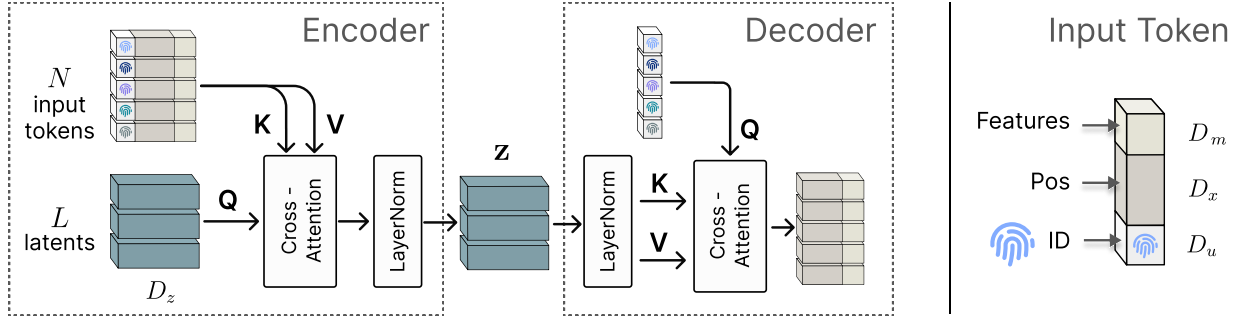 Encoder
N
input
tokens
K
V
L
latents
Q
Cross -
Attention
LayerNorm
D_z
z
Decoder
Q
LayerNorm
K
V
Cross -
Attention
Input Token
Features
D_m
Pos
D_x
ID
D_u